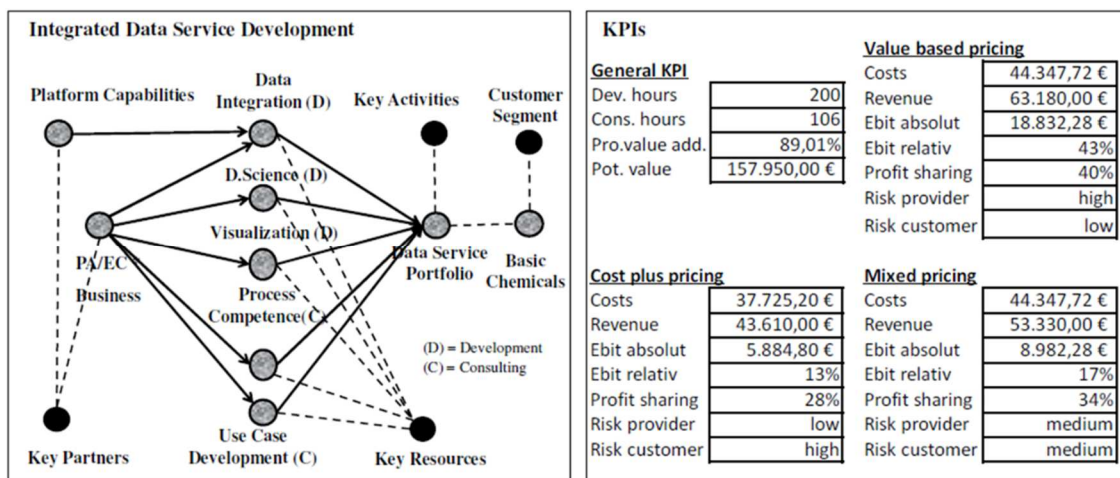 Integrated Data Service Development
Data
Integration (D)
Platform Capabilities
Key Activities
Customer
Segment
D.Science (D)
Visualization (D)
PA/EC
Business
Data Service
Portfolio
Basic
Chemicals
Process
Competence(C)
(D) = Development
(C) = Consulting
Use Case
Development (C)
Key Partners
Key Resources
KPIs
General KPI
Dev. hours 200
Cons. hours 106
Pro.value add. 89,01%
Pot. value 157.950,00 €
Value based pricing
Costs 44.347,72 €
Revenue 63.180,00 €
Ebit absolut 18.832,28 €
Ebit relativ 43%
Profit sharing 40%
Risk provider high
Risk customer low
Cost plus pricing
Costs 37.725,20 €
Revenue 43.610,00 €
Ebit absolut 5.884,80 €
Ebit relativ 13%
Profit sharing 28%
Risk provider low
Risk customer high
Mixed pricing
Costs 44.347,72 €
Revenue 53.330,00 €
Ebit absolut 8.982,28 €
Ebit relativ 17%
Profit sharing 34%
Risk provider medium
Risk customer medium